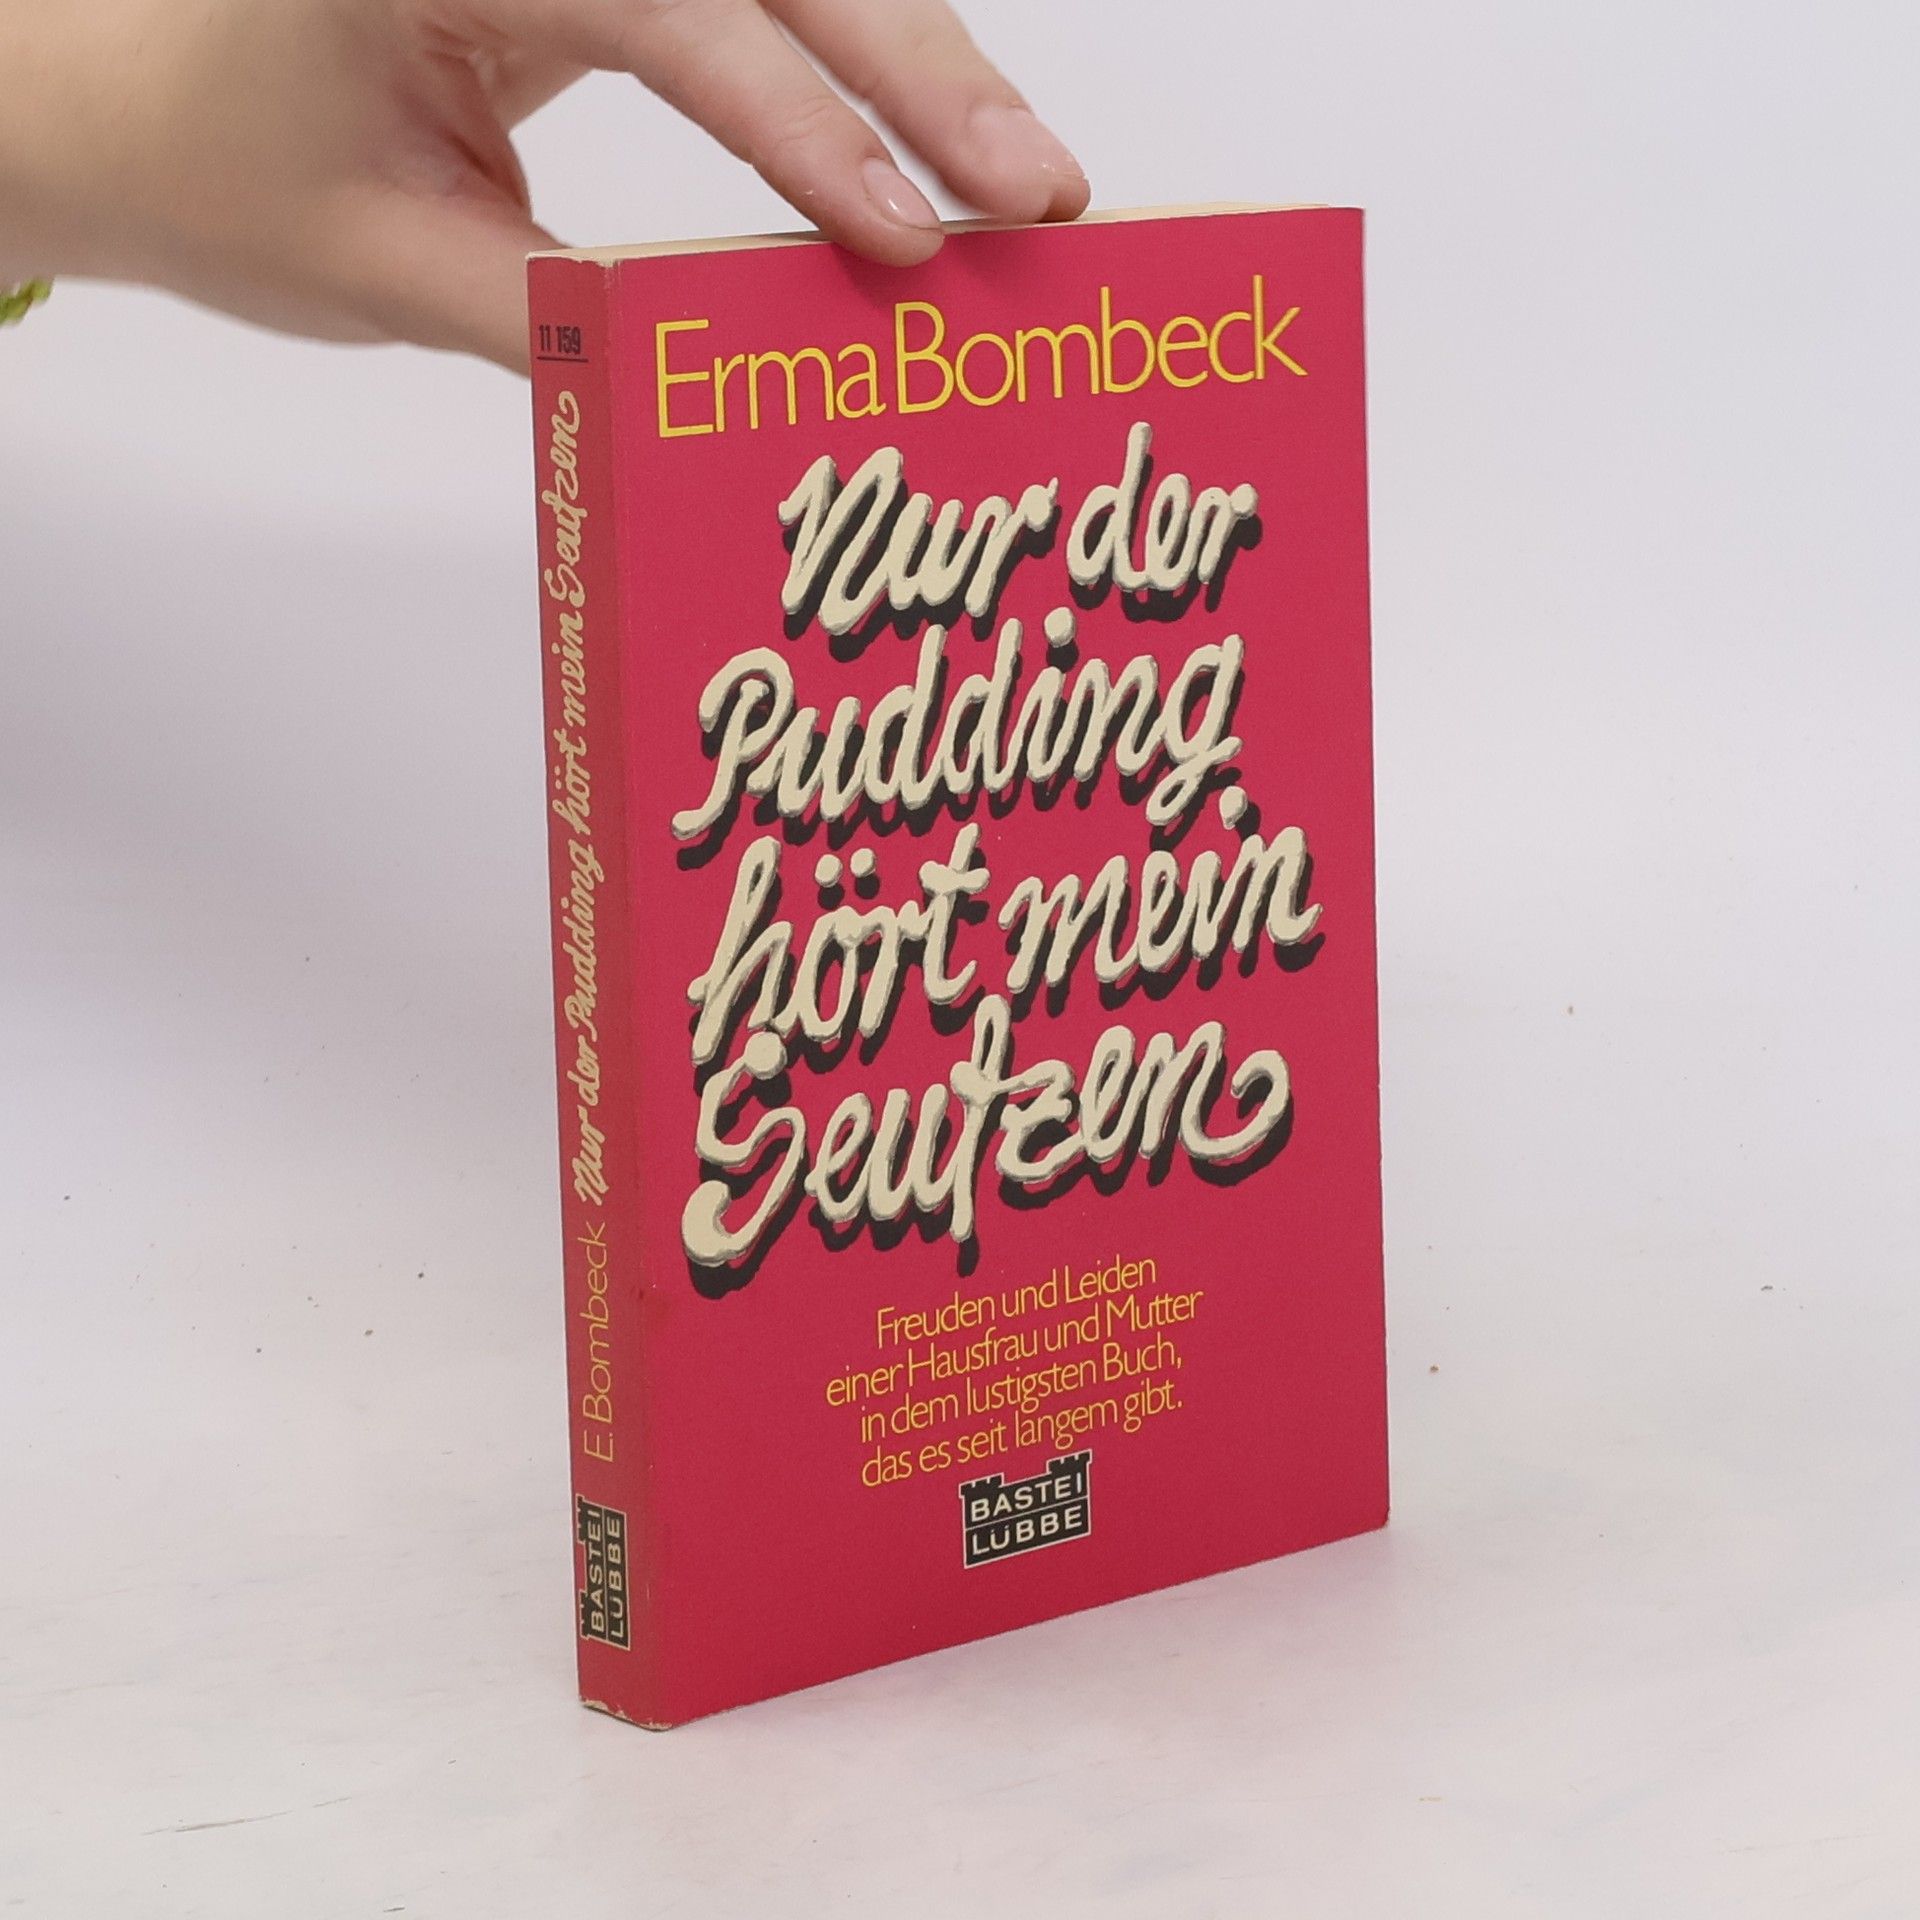 11 159
E. Bombeck Nur der Pudding hört mein Seufzen
BASTEI
LÜBBE
Erma Bombeck
Nur der
Pudding
hört mein
Seufzen
Freuden und Leiden
einer Hausfrau und Mutter
in dem lustigsten Buch,
das es seit langem gibt.
BASTEI
LÜBBE